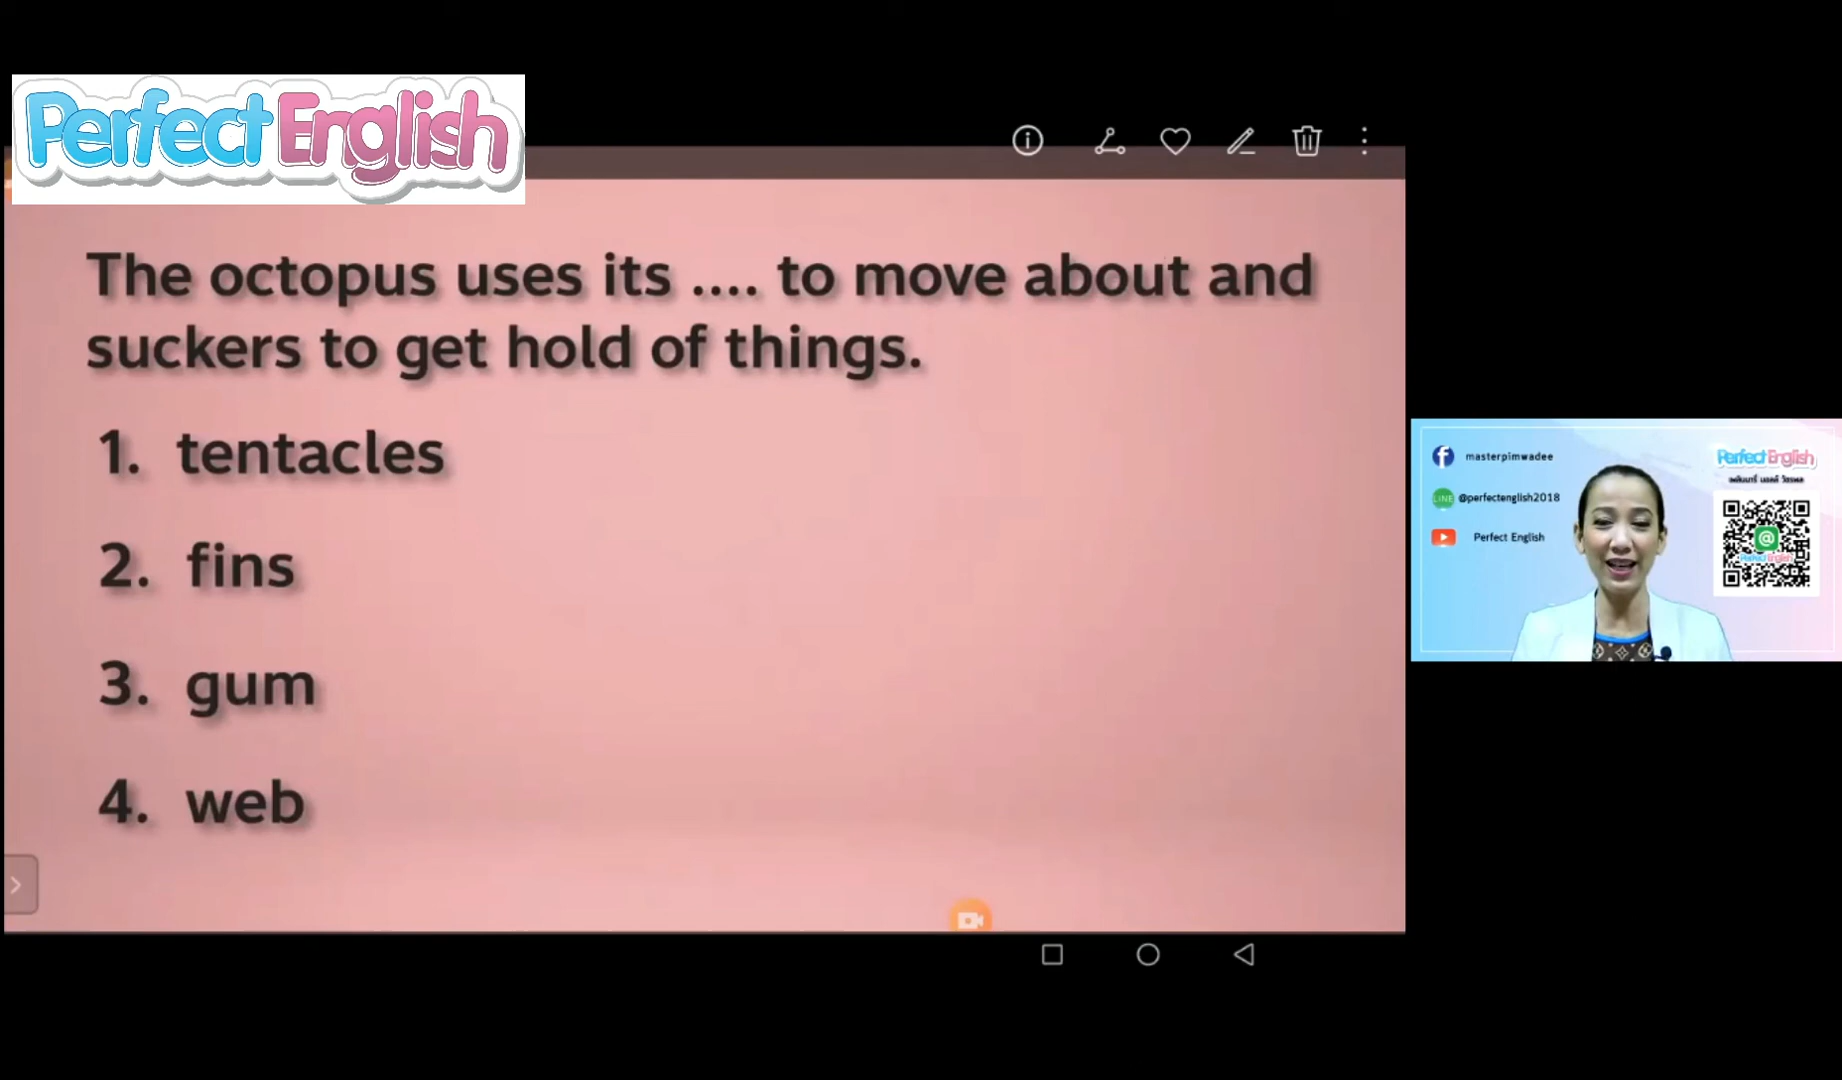 Perfect English
The octopus uses its .... to move about and
suckers to get hold of things.
1. tentacles
2. fins
3. gum
4. web
masterpimwadee
Perfect English
LINE @perfectenglish2018
Perfect English